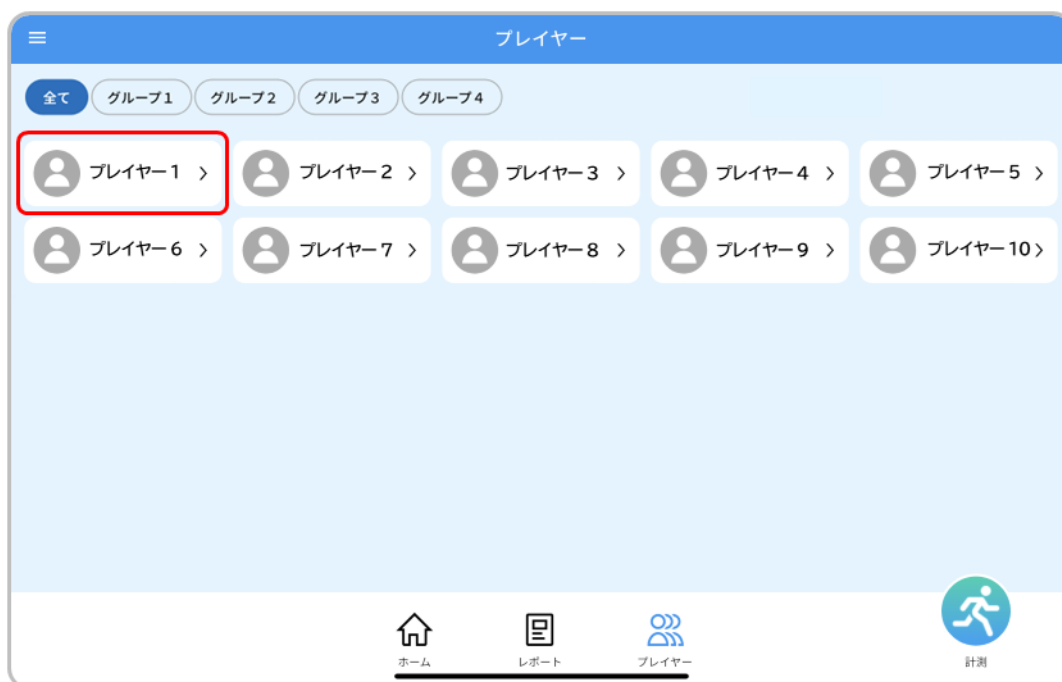 プレイヤー
全て グループ1 グループ2 グループ3 グループ4
プレイヤー1 プレイヤー2 プレイヤー3 プレイヤー4 プレイヤー5
プレイヤー6 プレイヤー7 プレイヤー8 プレイヤー9 プレイヤー10
ホーム レポート プレイヤー 計測